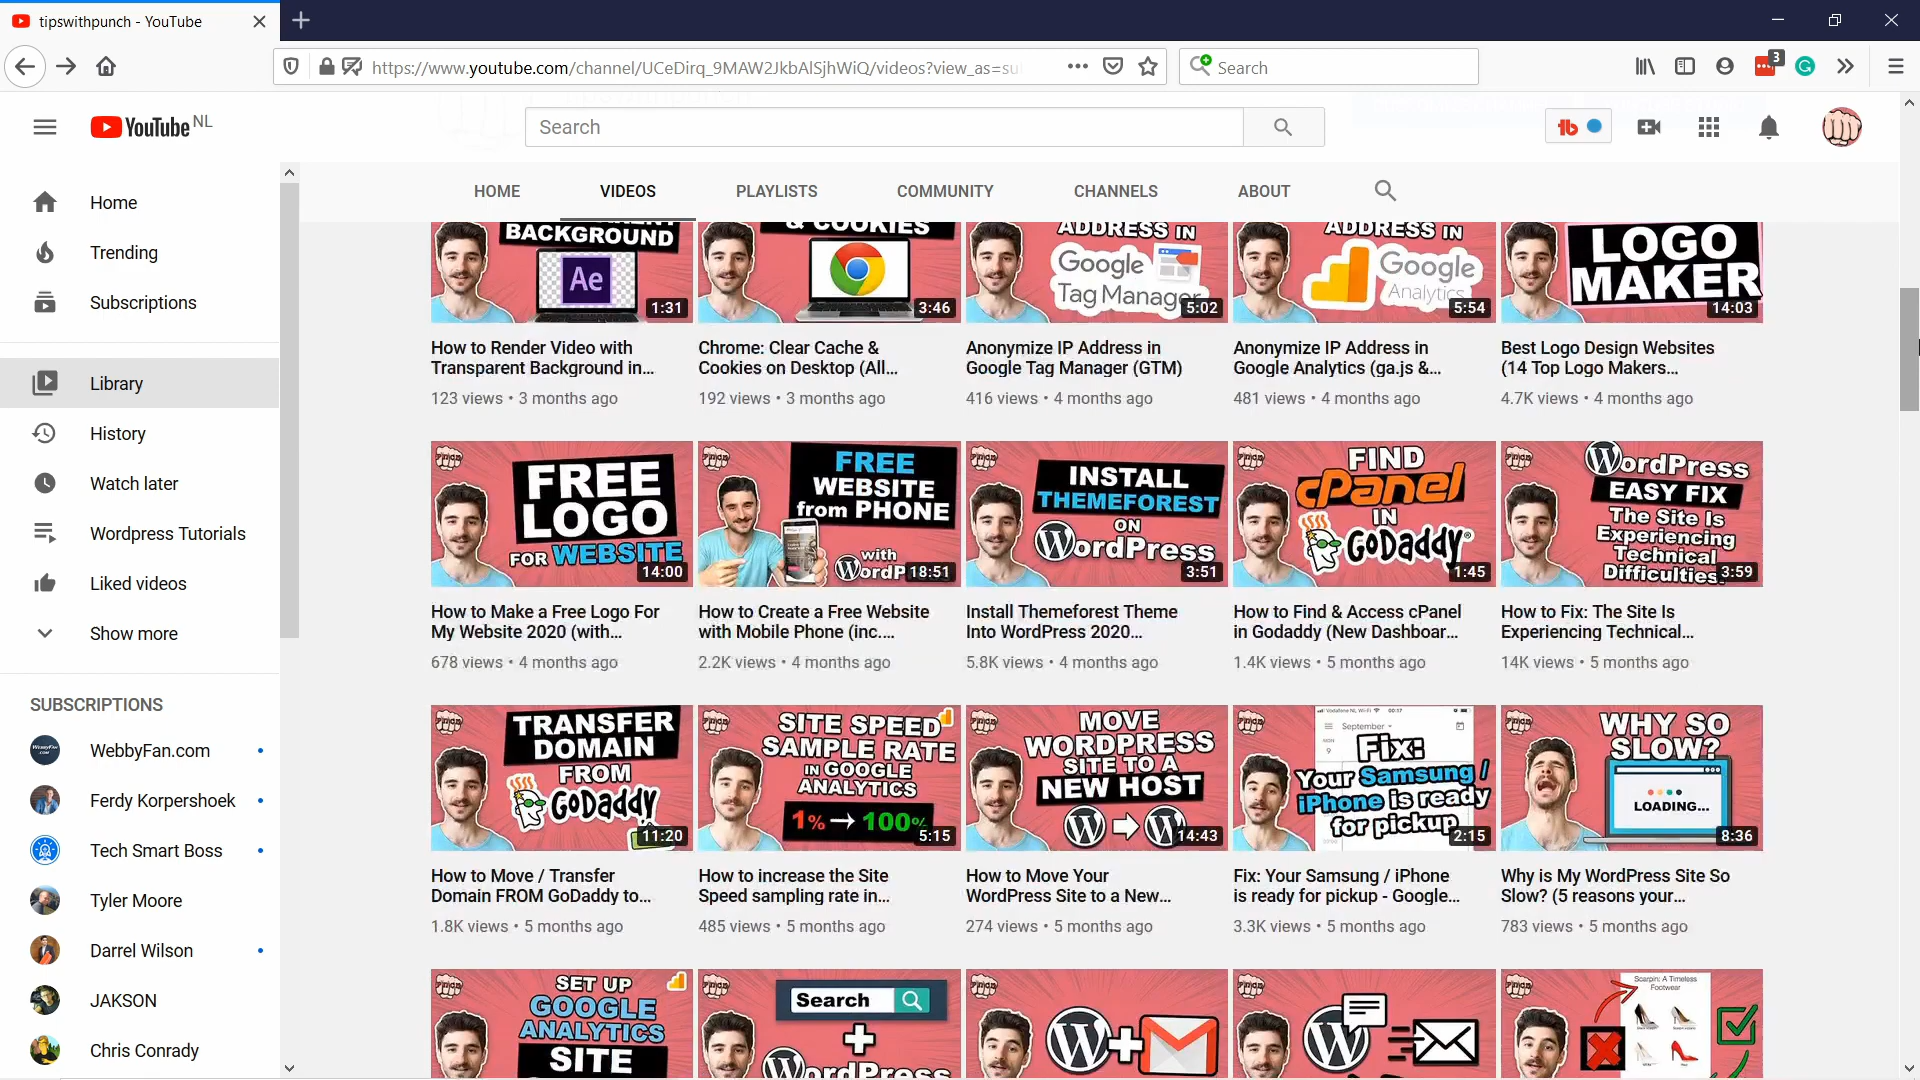 tipswithpunch - YouTube
https://www.youtube.com/channel/UCeDirq_9MAW2JkbAlSjhWiQ/videos?view_as=su
Search
3
YouTube NL
Search
HOME
VIDEOS
PLAYLISTS
COMMUNITY
CHANNELS
ABOUT
Home
Trending
Subscriptions
Library
History
Watch later
Wordpress Tutorials
Liked videos
Show more
SUBSCRIPTIONS
WebbyFan.com
Ferdy Korpershoek
Tech Smart Boss
Tyler Moore
Darrel Wilson
JAKSON
Chris Conrady
BACKGROUND
Ae
1:31
& COOKIES
3:46
ADDRESS IN
Google
Tag Manager
5:02
ADDRESS IN
Google
Analytics
5:54
LOGO
MAKER
14:03
How to Render Video with
Transparent Background in...
123 views • 3 months ago
Chrome: Clear Cache &
Cookies on Desktop (All...
192 views • 3 months ago
Anonymize IP Address in
Google Tag Manager (GTM)
416 views • 4 months ago
Anonymize IP Address in
Google Analytics (ga.js &...
481 views • 4 months ago
Best Logo Design Websites
(14 Top Logo Makers...
4.7K views • 4 months ago
FREE
LOGO
FOR WEBSITE
14:00
FREE
WEBSITE
from PHONE
with
WordP
18:51
INSTALL
THEMEFOREST
ON
WordPress
3:51
FIND
cPanel
IN
GoDaddy
1:45
WordPress
EASY FIX
The Site Is
Experiencing
Technical
Difficulties
3:59
How to Make a Free Logo For
My Website 2020 (with...
678 views • 4 months ago
How to Create a Free Website
with Mobile Phone (inc....
2.2K views • 4 months ago
Install Themeforest Theme
Into WordPress 2020...
5.8K views • 4 months ago
How to Find & Access cPanel
in Godaddy (New Dashboar...
1.4K views • 5 months ago
How to Fix: The Site Is
Experiencing Technical...
14K views • 5 months ago
TRANSFER
DOMAIN
FROM
GoDaddy
11:20
SITE SPEED
SAMPLE RATE
IN GOOGLE
ANALYTICS
1% → 100%
5:15
MOVE
WORDPRESS
SITE TO A
NEW HOST
14:43
September
Fix:
Your Samsung /
iPhone is ready
for pickup
2:15
WHY SO
SLOW?
LOADING...
8:36
How to Move / Transfer
Domain FROM GoDaddy to...
1.8K views • 5 months ago
How to increase the Site
Speed sampling rate in...
485 views • 5 months ago
How to Move Your
WordPress Site to a New...
274 views • 5 months ago
Fix: Your Samsung / iPhone
is ready for pickup - Google...
3.3K views • 5 months ago
Why is My WordPress Site So
Slow? (5 reasons your...
783 views • 5 months ago
SET UP
GOOGLE
ANALYTICS
SITE
Search
+
WordPress
+
Scarpin: A Timeless
Footwear